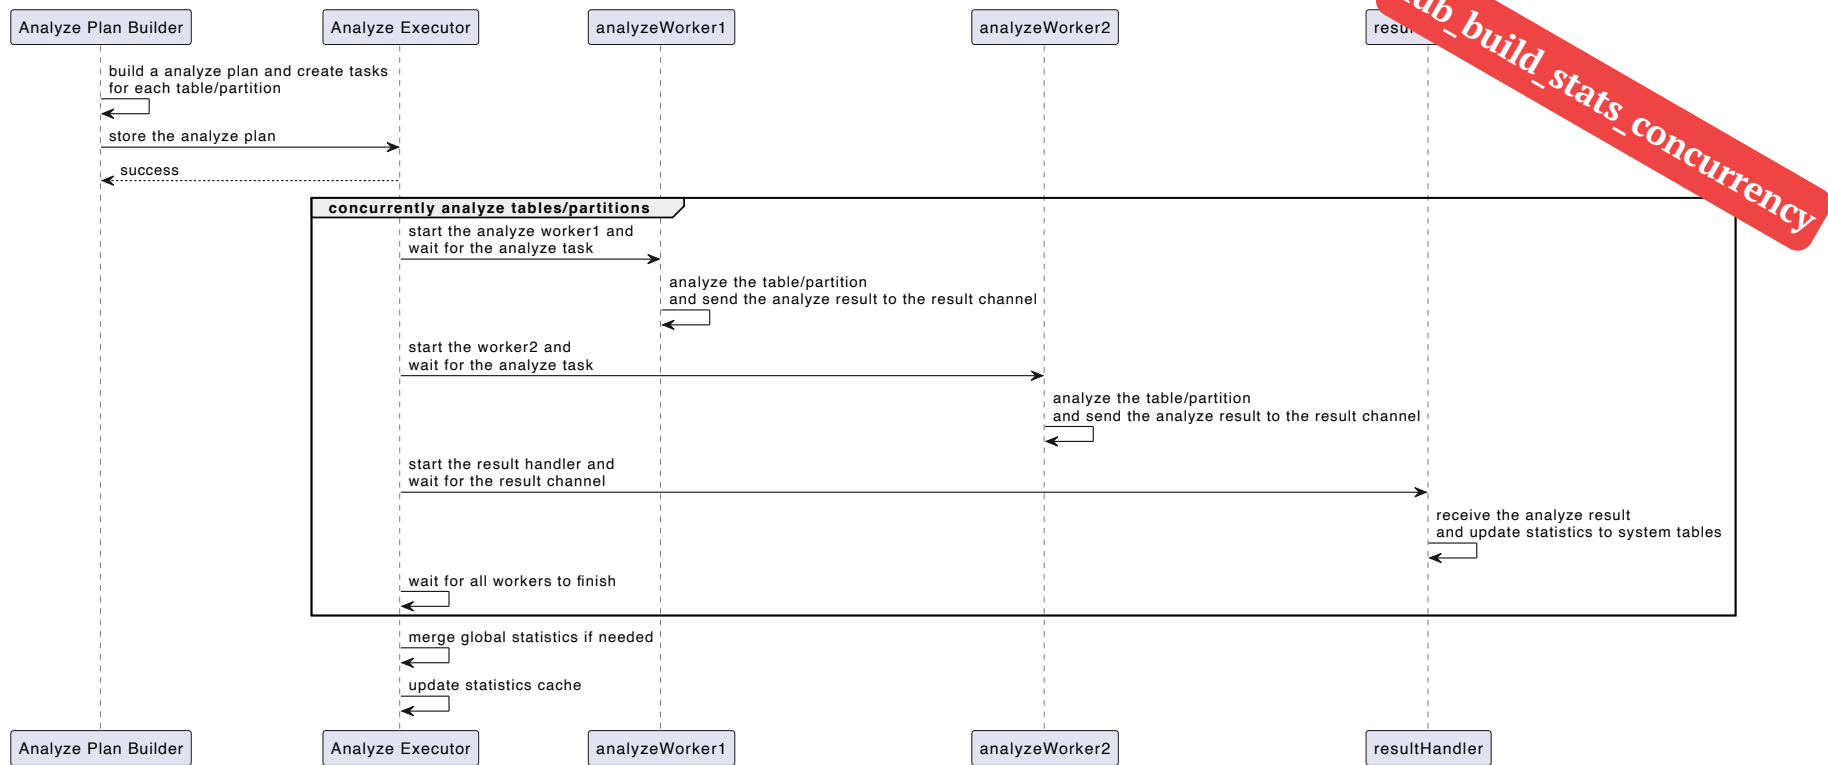 Analyze Plan Builder
Analyze Executor
analyzeWorker1
analyzeWorker2
build_stats_concurrency
build a analyze plan and create tasks
for each table/partition
store the analyze plan
success
concurrently analyze tables/partitions
start the analyze worker1 and
wait for the analyze task
analyze the table/partition
and send the analyze result to the result channel
start the worker2 and
wait for the analyze task
analyze the table/partition
and send the analyze result to the result channel
start the result handler and
wait for the result channel
receive the analyze result
and update statistics to system tables
wait for all workers to finish
merge global statistics if needed
update statistics cache
Analyze Plan Builder
Analyze Executor
analyzeWorker1
analyzeWorker2
resultHandler